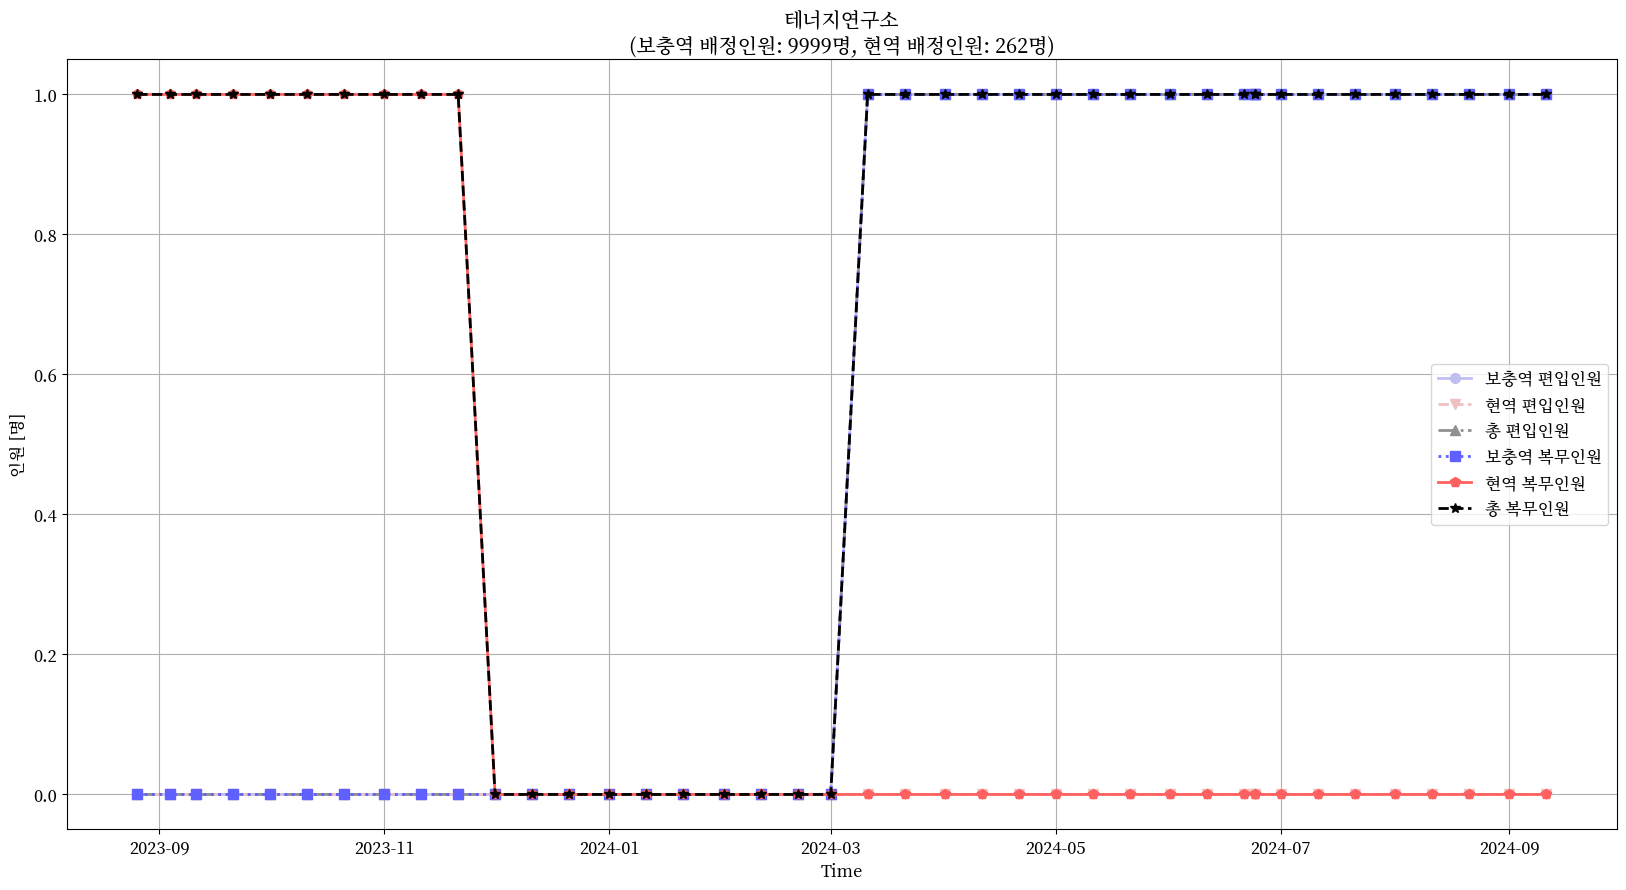 테너지연구소
(보충역 배정인원: 9999명, 현역 배정인원: 262명)
인원 [명]
1.0
0.8
0.6
0.4
0.2
0.0
보충역 편입인원
현역 편입인원
총 편입인원
보충역 복무인원
현역 복무인원
총 복무인원
2023-09
2023-11
2024-01
2024-03
2024-05
2024-07
2024-09
Time